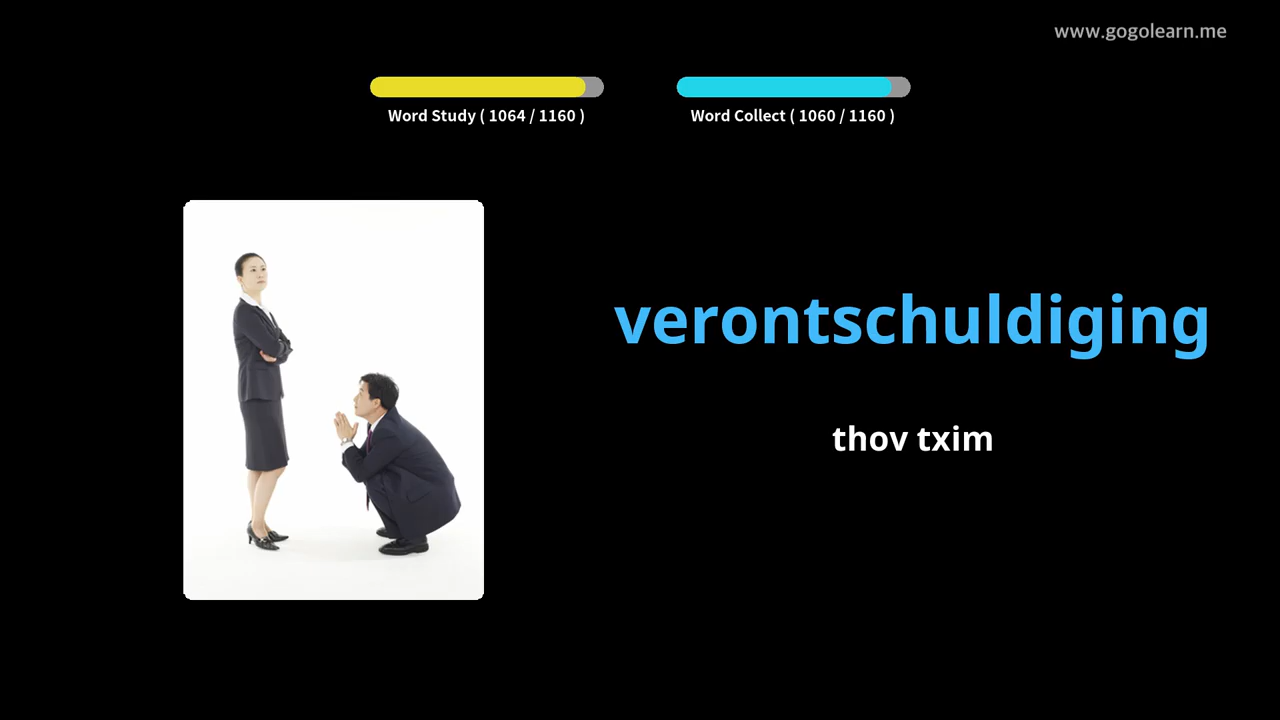 www.gogolearn.me
Word Study ( 1064 / 1160 )
Word Collect ( 1060 / 1160 )
verontschuldiging
thov txim